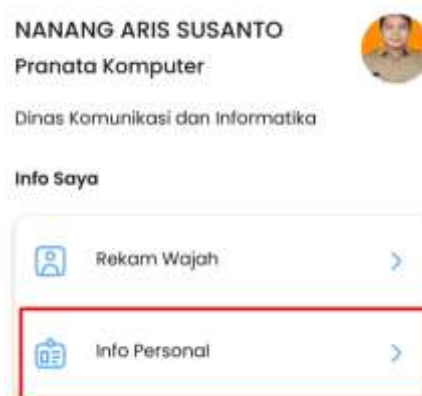 NANANG ARIS SUSANTO
Pranata Komputer
Dinas Komunikasi dan Informatika
Info Saya
Rekam Wajah
Info Personal